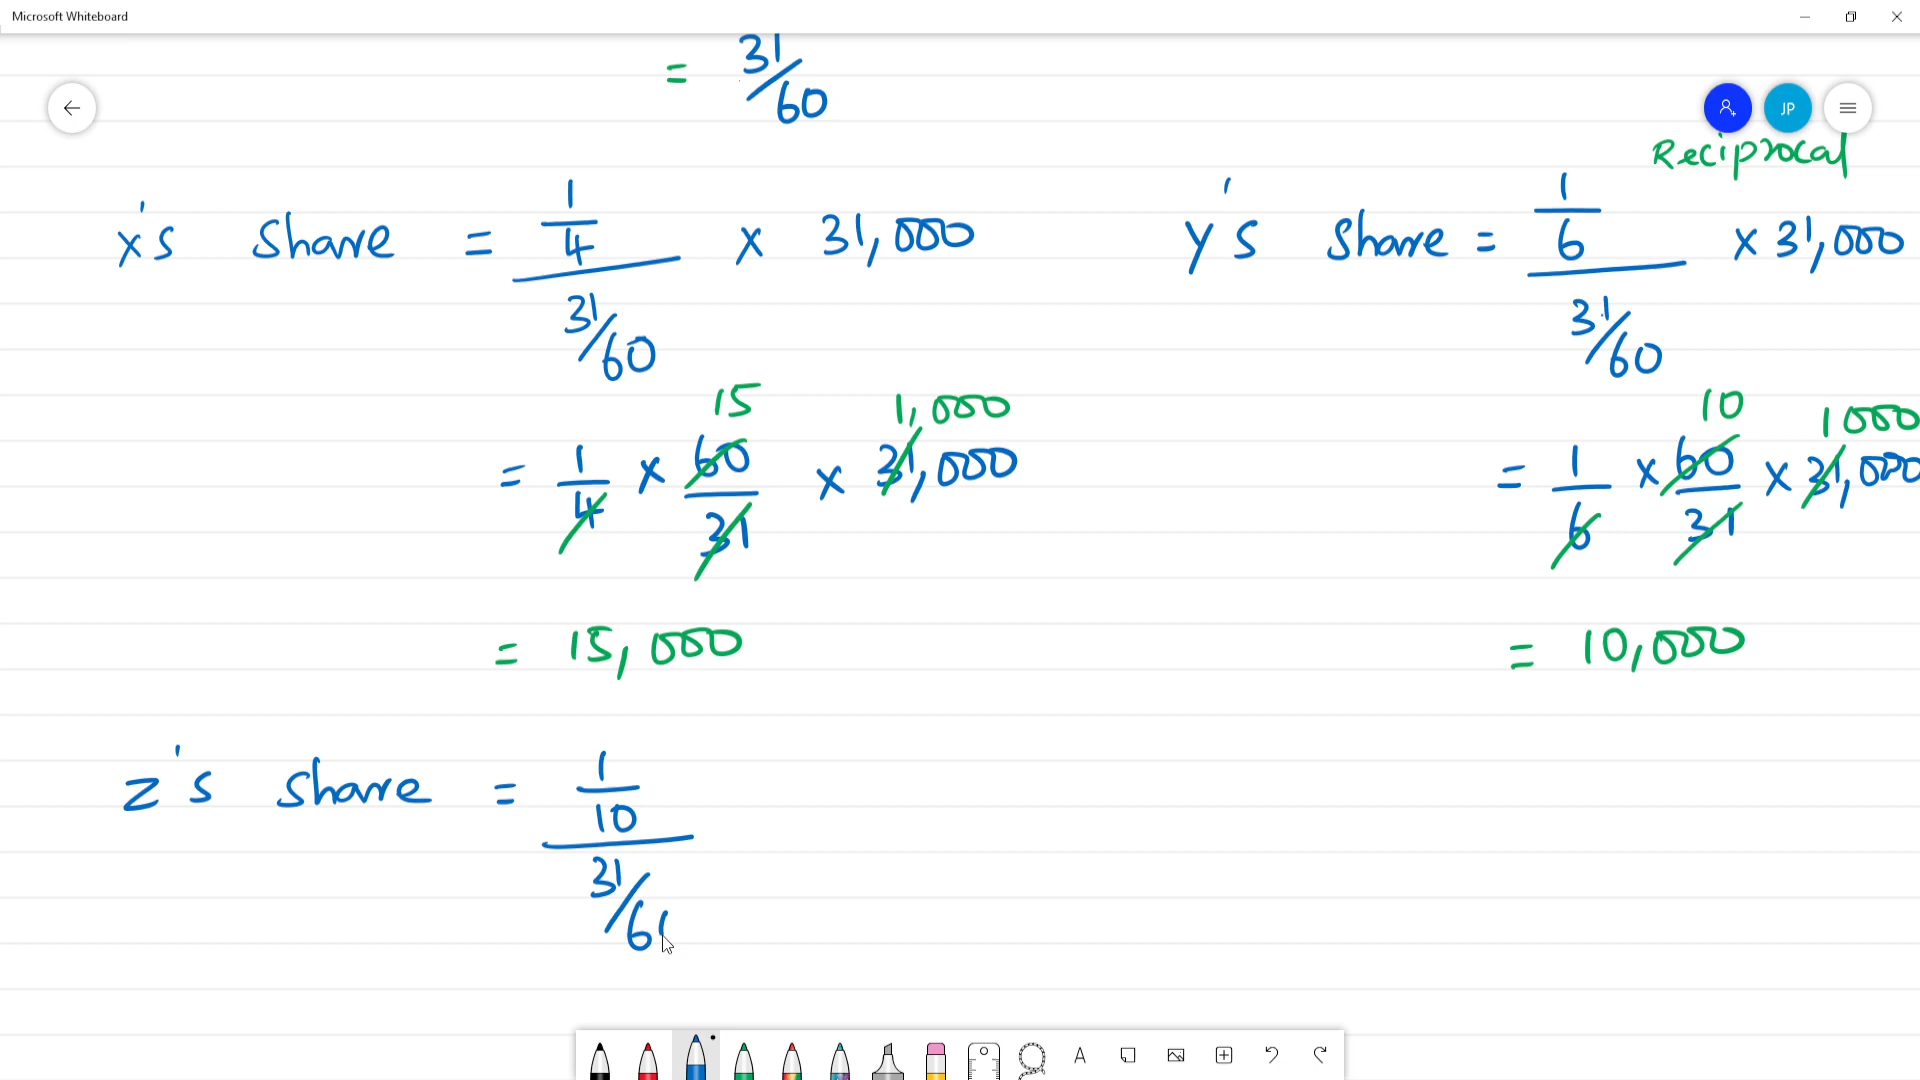 Microsoft Whiteboard
= 31/60
JP
Reciprocal
x's share = 1/4 / 31/60 x 31,000
y's share = 1/6 / 31/60 x 31,000
15 1,000
= 1/4 x 60/31 x 31,000
10 1000
= 1/6 x 60/31 x 31,000
= 15,000
= 10,000
z's share = 1/10 / 31/6
A